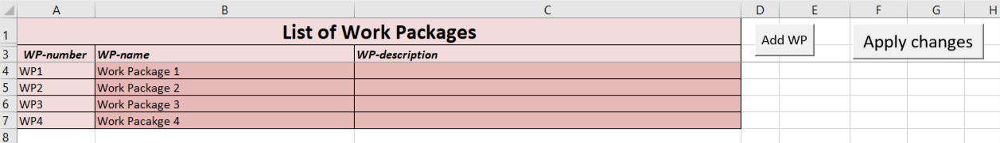 A B C D E F G H
1 List of Work Packages Add WP Apply changes
3 WP-number WP-name WP-description
4 WP1 Work Package 1
5 WP2 Work Package 2
6 WP3 Work Package 3
7 WP4 Work Pacakge 4
8